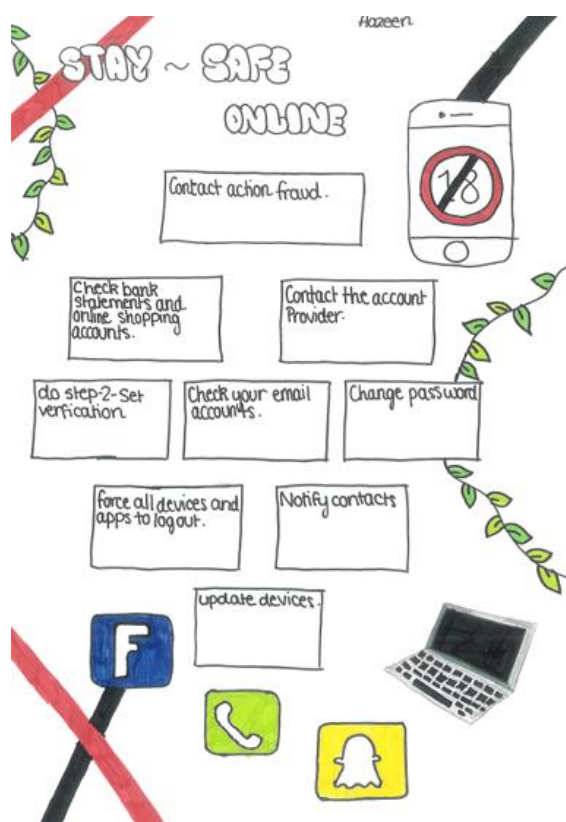 Hazeen
STAY ~ SAFE
ONLINE
18
Contact action fraud.
Check bank
statements and
online shopping
accounts.
Contact the account
Provider.
do step-2-Set
verfication
Check your email
accounts.
Change password
force all devices and
apps to log out.
Notify contacts
update devices.
F